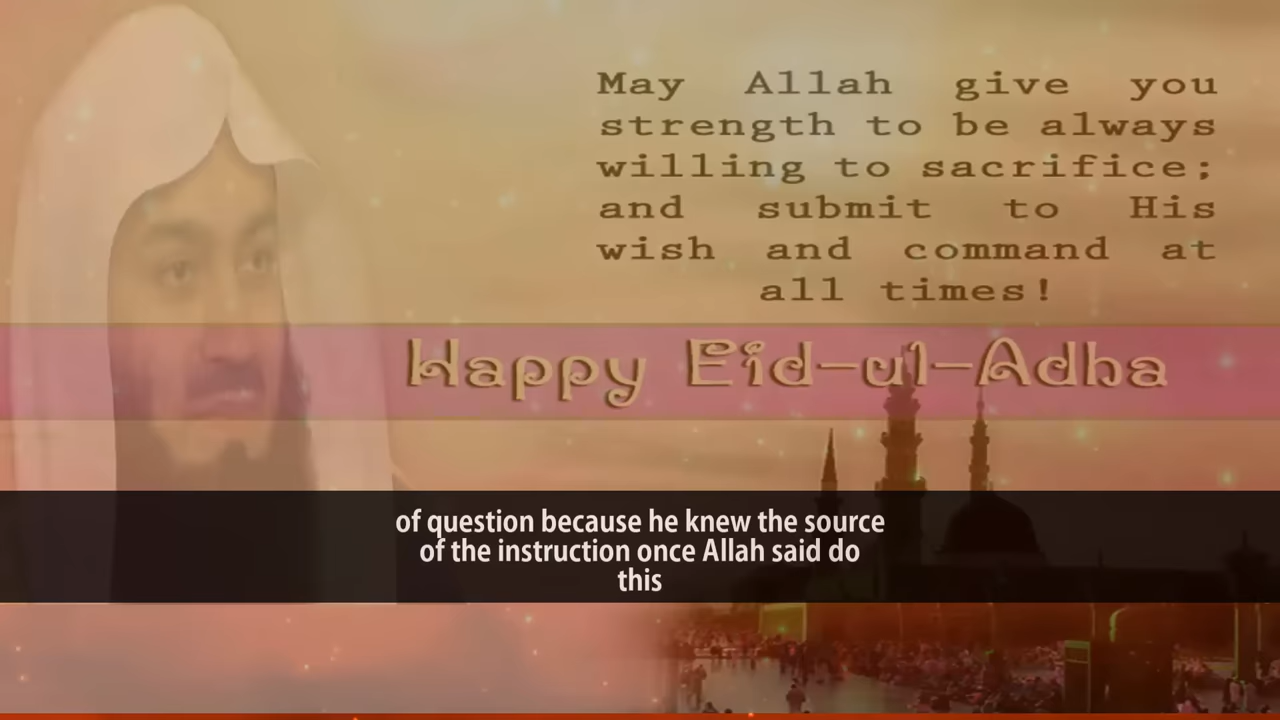 May Allah give you
strength to be always
willing to sacrifice;
and submit to His
wish and command at
all times!
Happy Eid-ul-Adha
of question because he knew the source
of the instruction once Allah said do
this